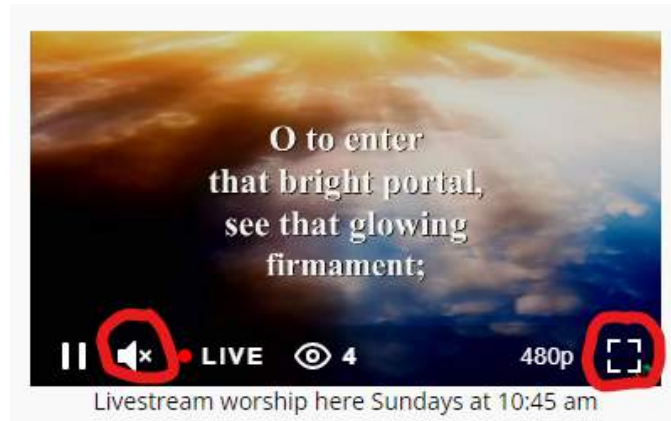 O to enter
that bright portal,
see that glowing
firmament;
LIVE 4 480p
Livestream worship here Sundays at 10:45 am